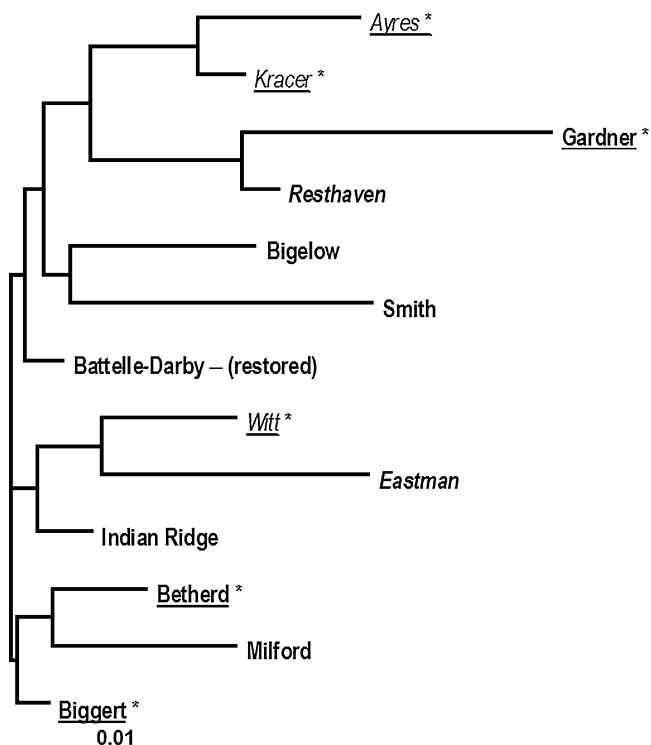 Ayres *
Kracer *
Gardner *
Resthaven
Bigelow
Smith
Battelle-Darby – (restored)
Witt *
Eastman
Indian Ridge
Betherd *
Milford
Biggert *
0.01